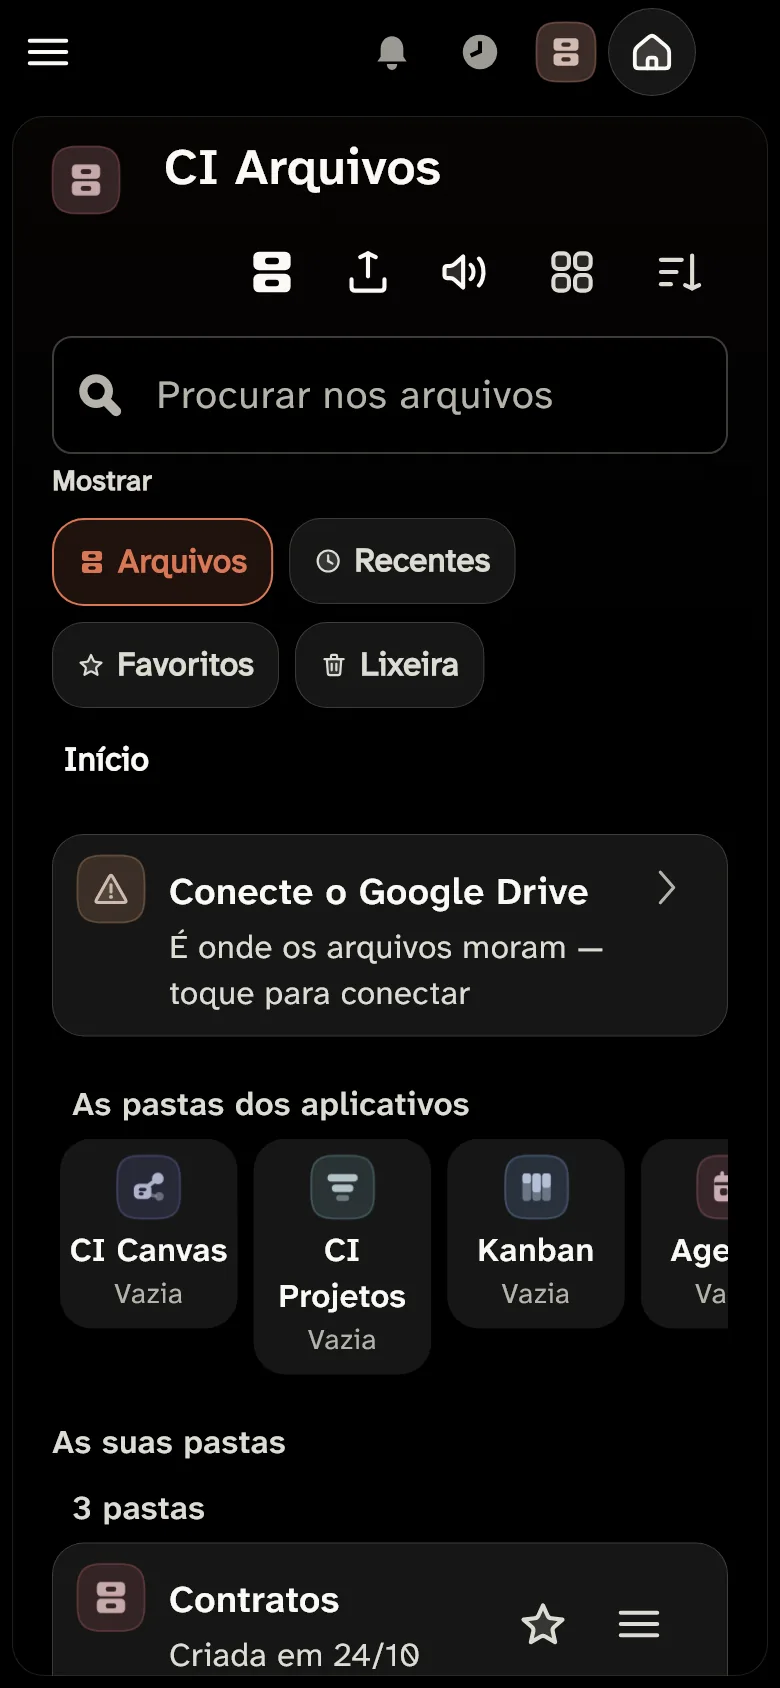 CI Arquivos
Procurar nos arquivos
Mostrar
Arquivos
Recentes
Favoritos
Lixeira
Início
Conecte o Google Drive
É onde os arquivos moram —
toque para conectar
As pastas dos aplicativos
CI Canvas
Vazia
CI
Projetos
Vazia
Kanban
Vazia
Age
Va
As suas pastas
3 pastas
Contratos
Criada em 24/10